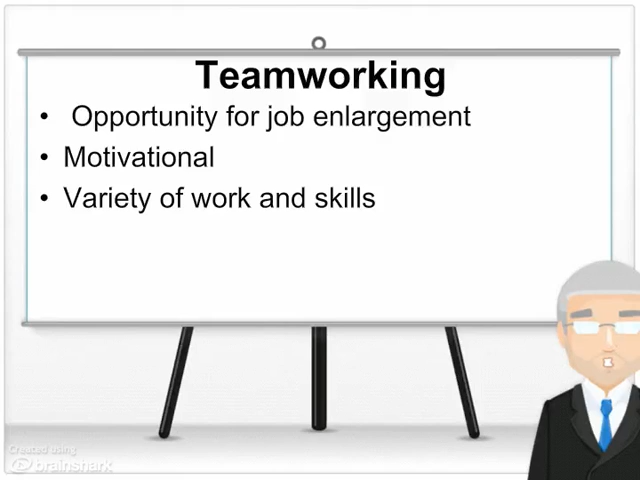 Teamworking
• Opportunity for job enlargement
• Motivational
• Variety of work and skills
Created using
brainshark